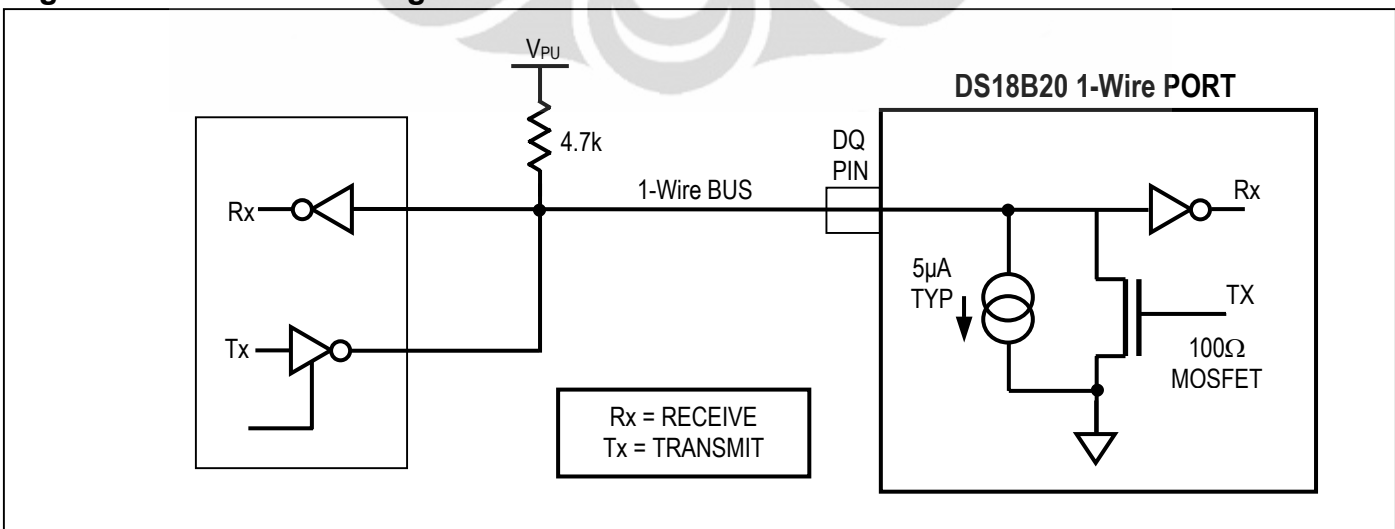 VPU
DS18B20 1-Wire PORT
4.7k
DQ
PIN
1-Wire BUS
Rx
Rx
5µA
TYP
TX
Tx
100Ω
MOSFET
Rx = RECEIVE
Tx = TRANSMIT